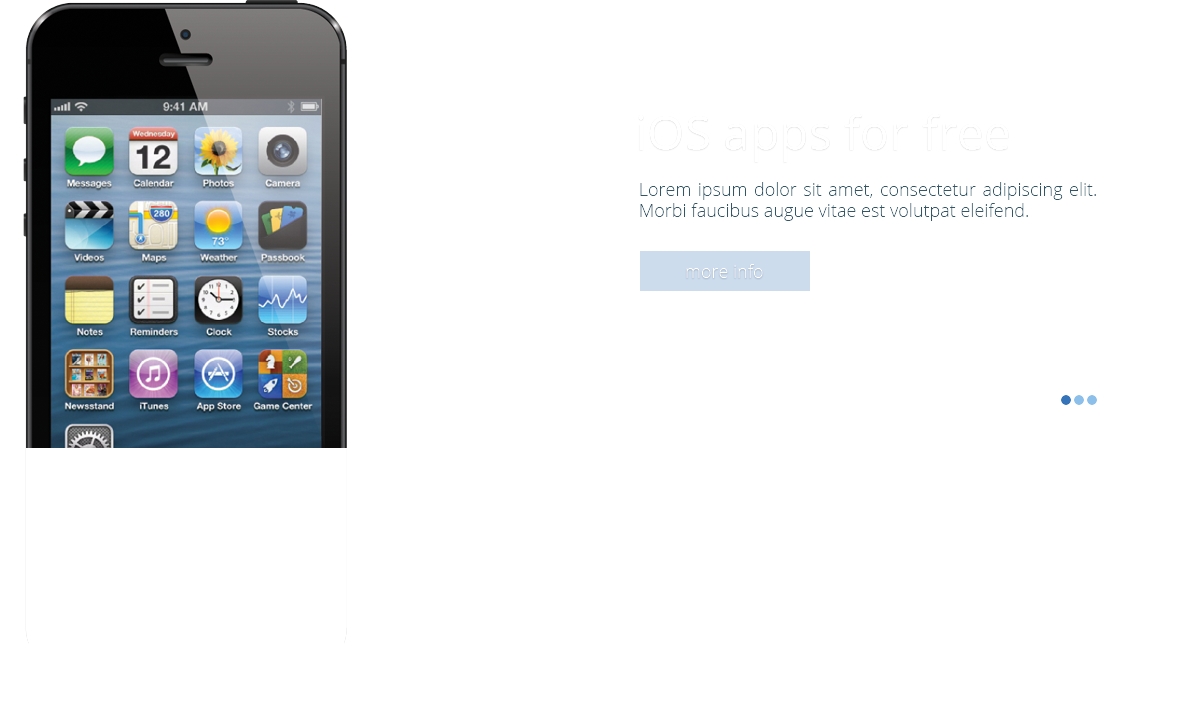 9:41 AM
Wednesday
12
Messages Calendar Photos Camera
280
73°
Videos Maps Weather Passbook
Notes Reminders Clock Stocks
Newsstand iTunes App Store Game Center
iOS apps for free
Lorem ipsum dolor sit amet, consectetur adipiscing elit.
Morbi faucibus augue vitae est volutpat eleifend.
more info